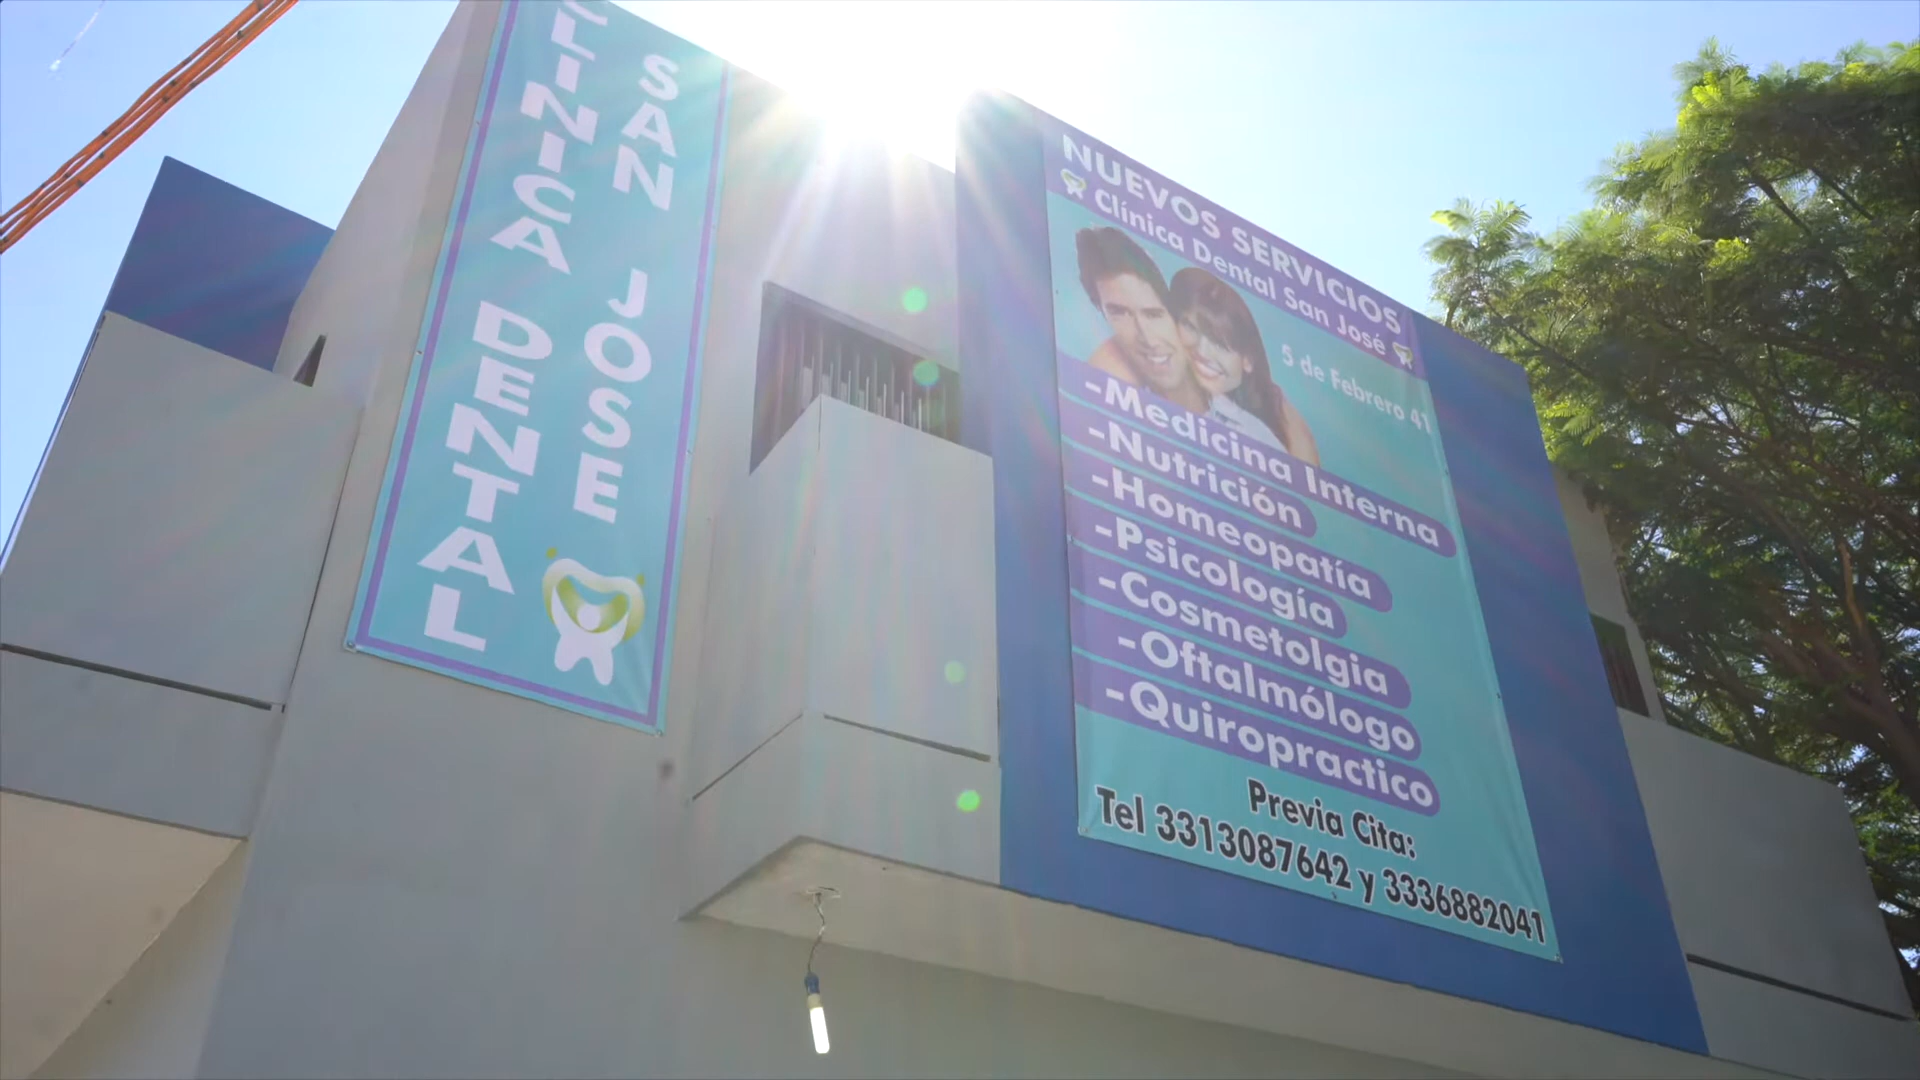 CLINICA DENTAL
SAN JOSE
NUEVOS SERVICIOS
Clínica Dental San José
5 de Febrero 41
-Medicina Interna
-Nutrición
-Homeopatía
-Psicología
-Cosmetolgia
-Oftalmólogo
-Quiropractico
Previa Cita:
Tel 3313087642 y 3336882041